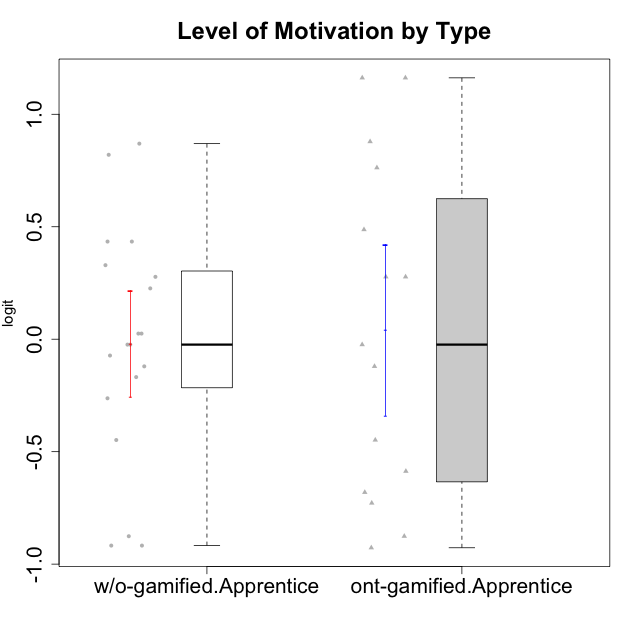 Level of Motivation by Type
logit
1.0
0.5
0.0
-0.5
-1.0
w/o-gamified.Apprentice
ont-gamified.Apprentice